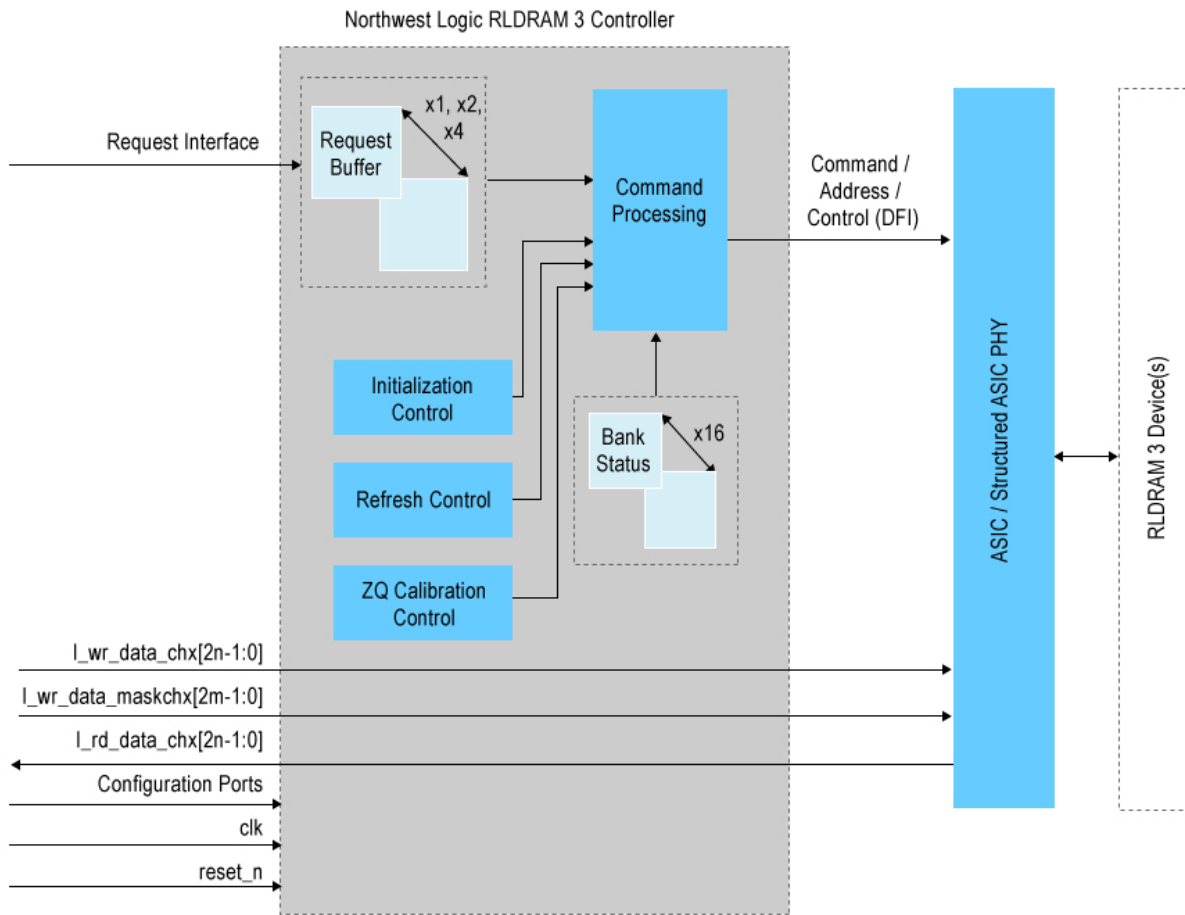 Northwest Logic RLDRAM 3 Controller
x1, x2,
x4
Request Interface
Request
Buffer
Command
Processing
Command /
Address /
Control (DFI)
Initialization
Control
Bank
Status
x16
Refresh Control
ZQ Calibration
Control
ASIC / Structured ASIC PHY
RLDRAM 3 Device(s)
l_wr_data_chx[2n-1:0]
l_wr_data_maskchx[2m-1:0]
l_rd_data_chx[2n-1:0]
Configuration Ports
clk
reset_n